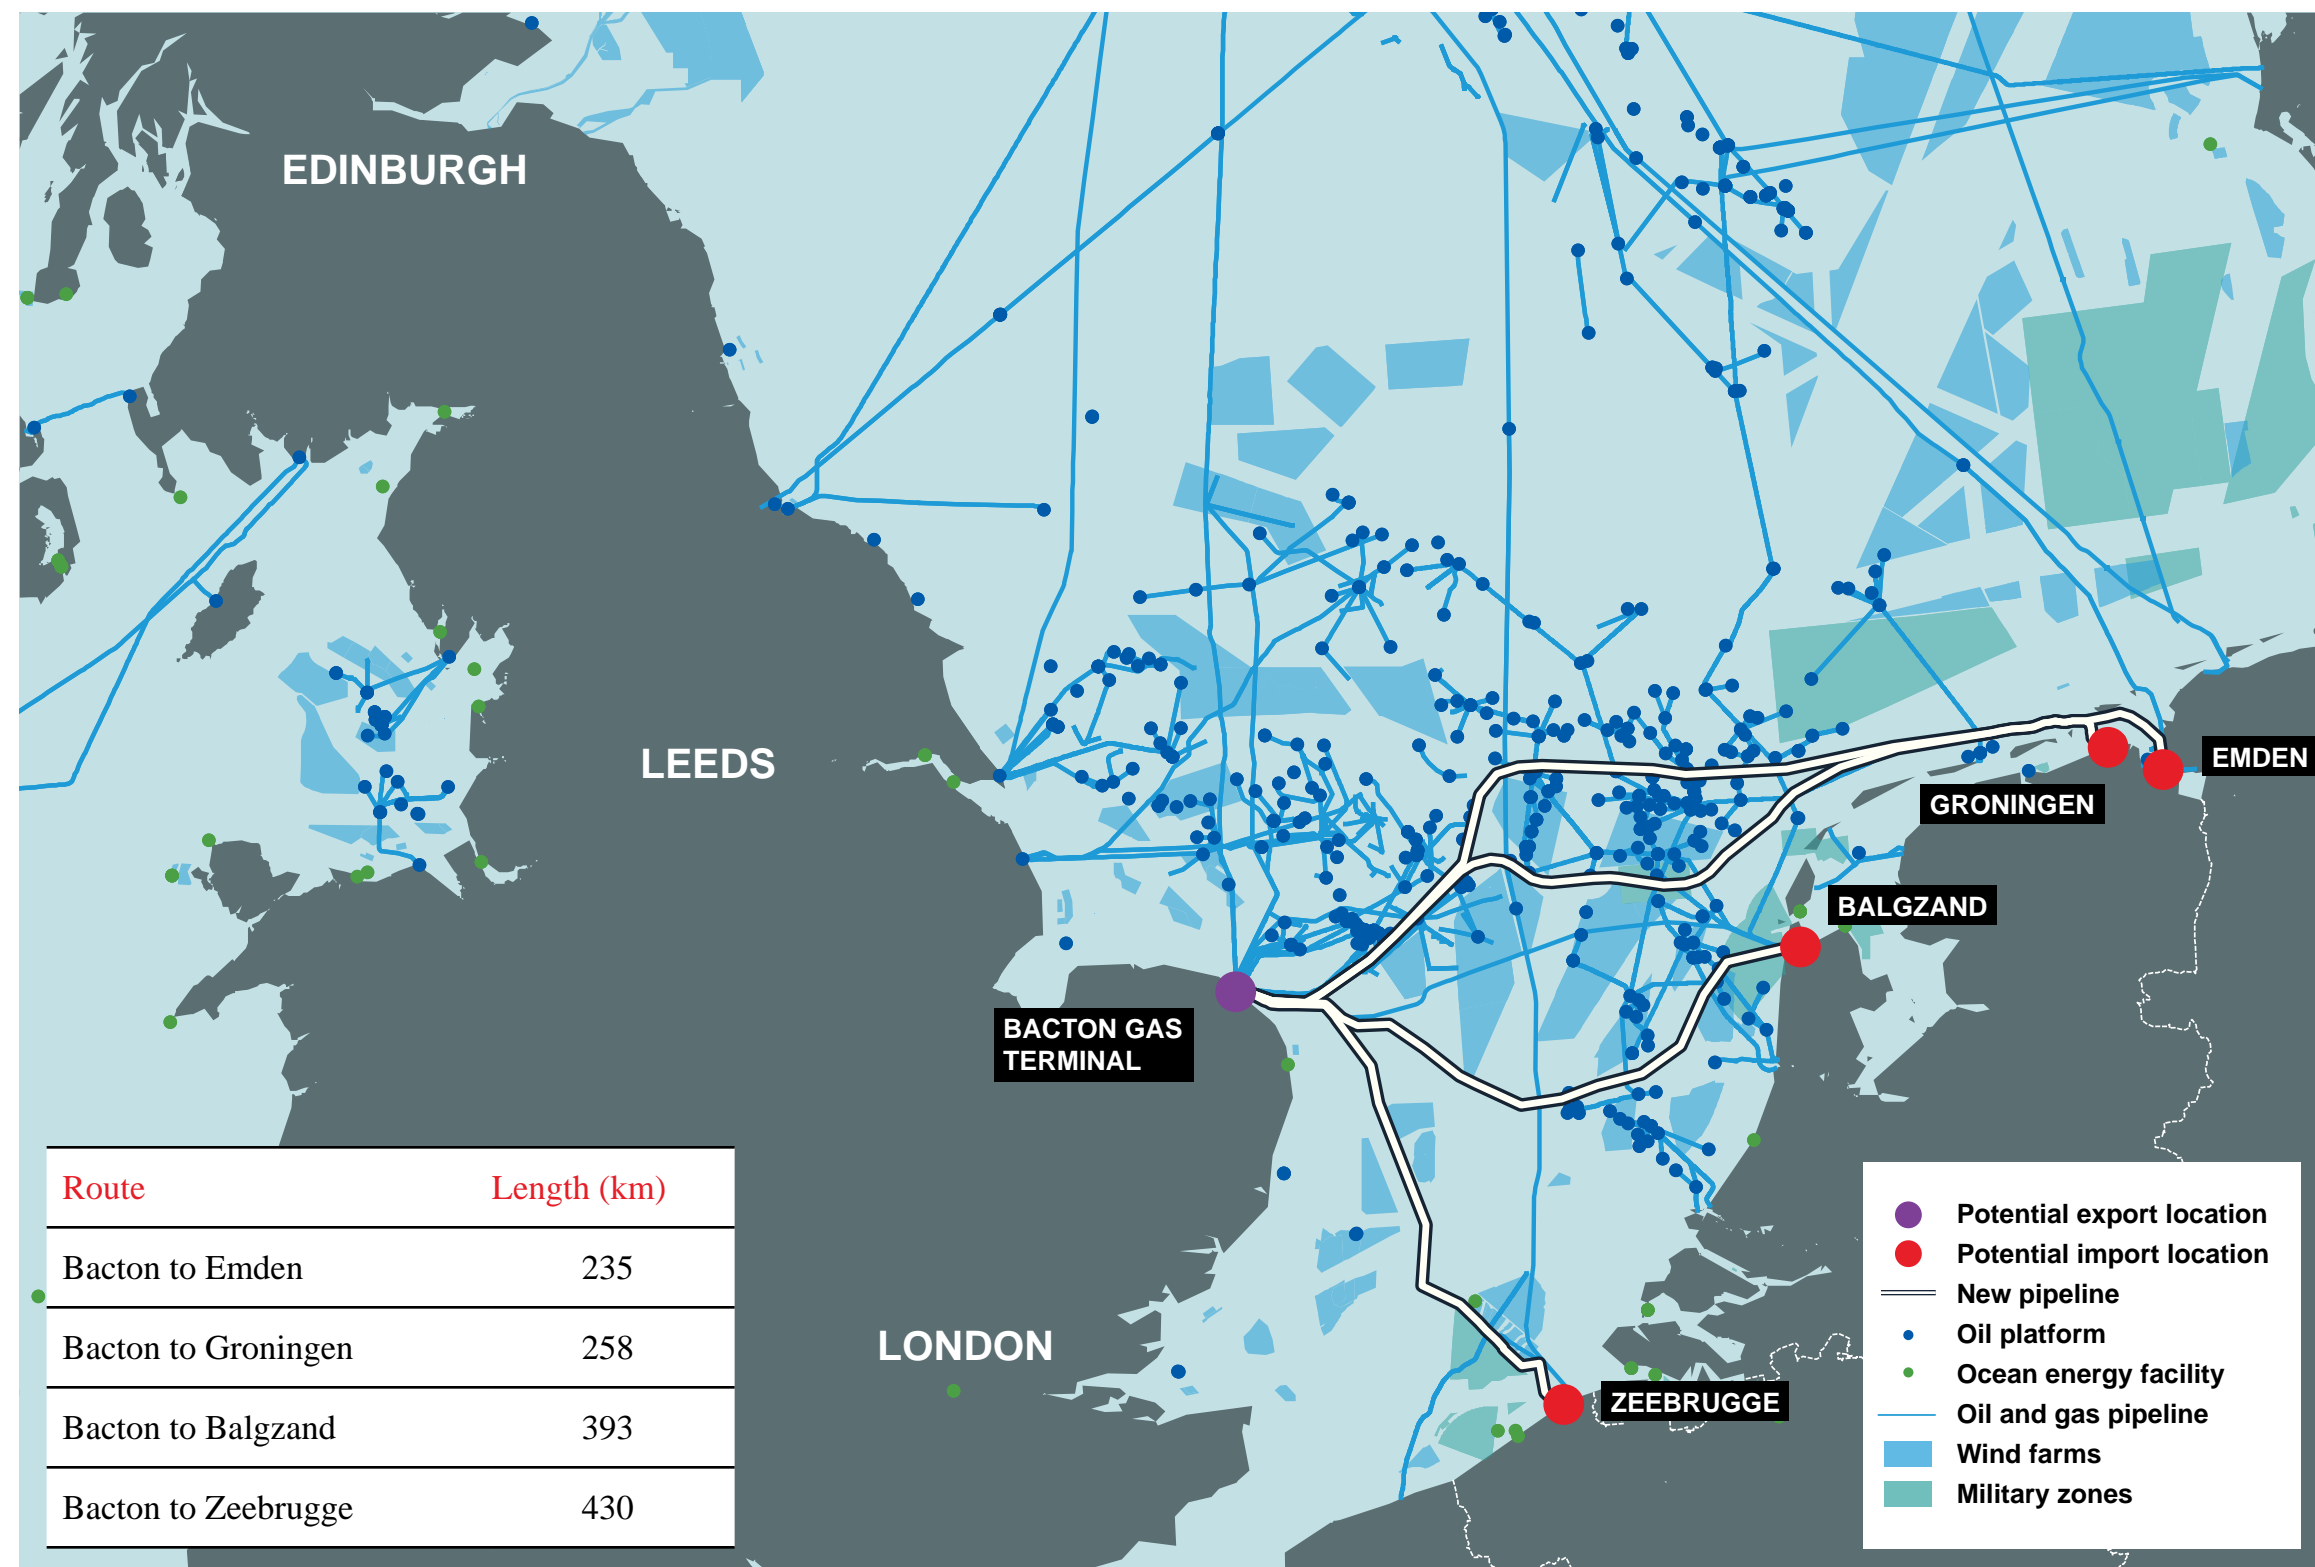 EDINBURGH
LEEDS
EMDEN
GRONINGEN
BALGZAND
BACTON GAS
TERMINAL
LONDON
ZEEBRUGGE
Route Length (km)
Bacton to Emden 235
Bacton to Groningen 258
Bacton to Balgzand 393
Bacton to Zeebrugge 430
Potential export location
Potential import location
New pipeline
Oil platform
Ocean energy facility
Oil and gas pipeline
Wind farms
Military zones